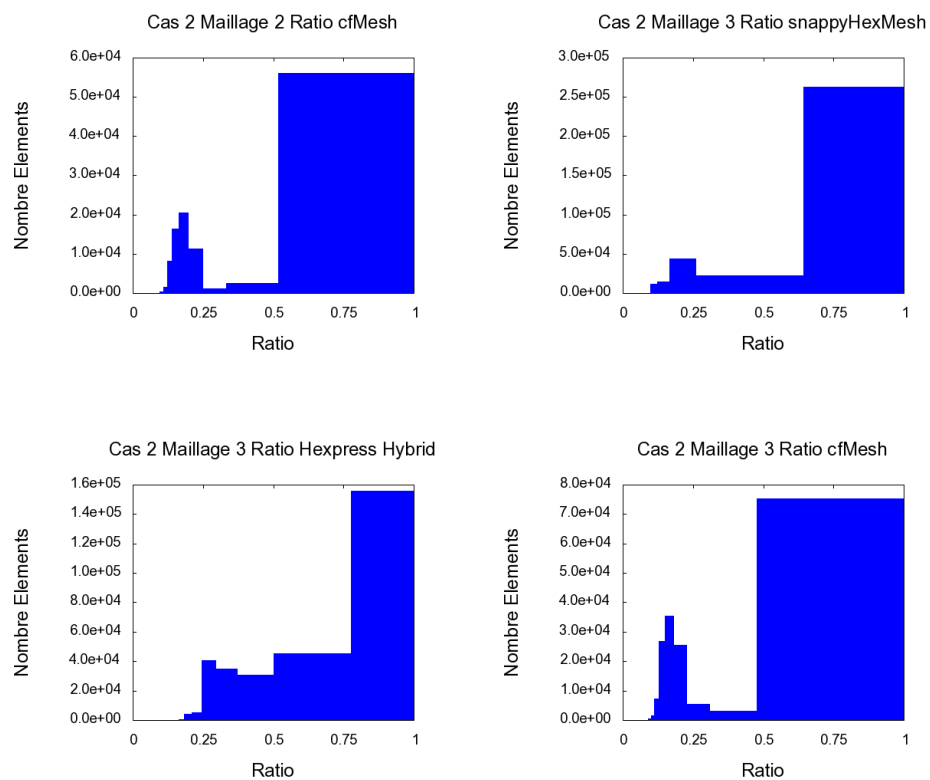 Cas 2 Maillage 2 Ratio cfMesh
Nombre Elements
6.0e+04
5.0e+04
4.0e+04
3.0e+04
2.0e+04
1.0e+04
0.0e+00
0 0.25 0.5 0.75 1
Ratio
Cas 2 Maillage 3 Ratio snappyHexMesh
Nombre Elements
3.0e+05
2.5e+05
2.0e+05
1.5e+05
1.0e+05
5.0e+04
0.0e+00
0 0.25 0.5 0.75 1
Ratio
Cas 2 Maillage 3 Ratio Hexpress Hybrid
Nombre Elements
1.6e+05
1.4e+05
1.2e+05
1.0e+05
8.0e+04
6.0e+04
4.0e+04
2.0e+04
0.0e+00
0 0.25 0.5 0.75 1
Ratio
Cas 2 Maillage 3 Ratio cfMesh
Nombre Elements
8.0e+04
7.0e+04
6.0e+04
5.0e+04
4.0e+04
3.0e+04
2.0e+04
1.0e+04
0.0e+00
0 0.25 0.5 0.75 1
Ratio